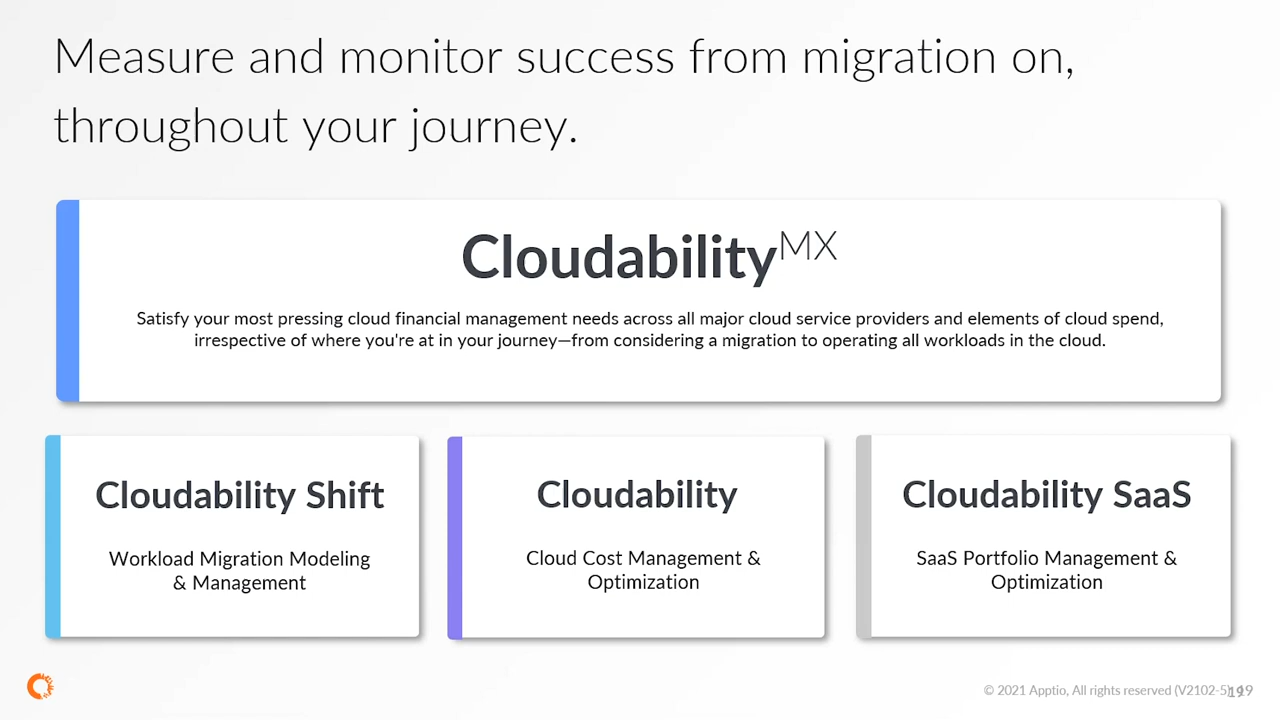 Measure and monitor success from migration on,
throughout your journey.
CloudabilityMX
Satisfy your most pressing cloud financial management needs across all major cloud service providers and elements of cloud spend,
irrespective of where you're at in your journey—from considering a migration to operating all workloads in the cloud.
Cloudability Shift
Workload Migration Modeling
& Management
Cloudability
Cloud Cost Management &
Optimization
Cloudability SaaS
SaaS Portfolio Management &
Optimization
© 2021 Apptio, All rights reserved (V2102-5)